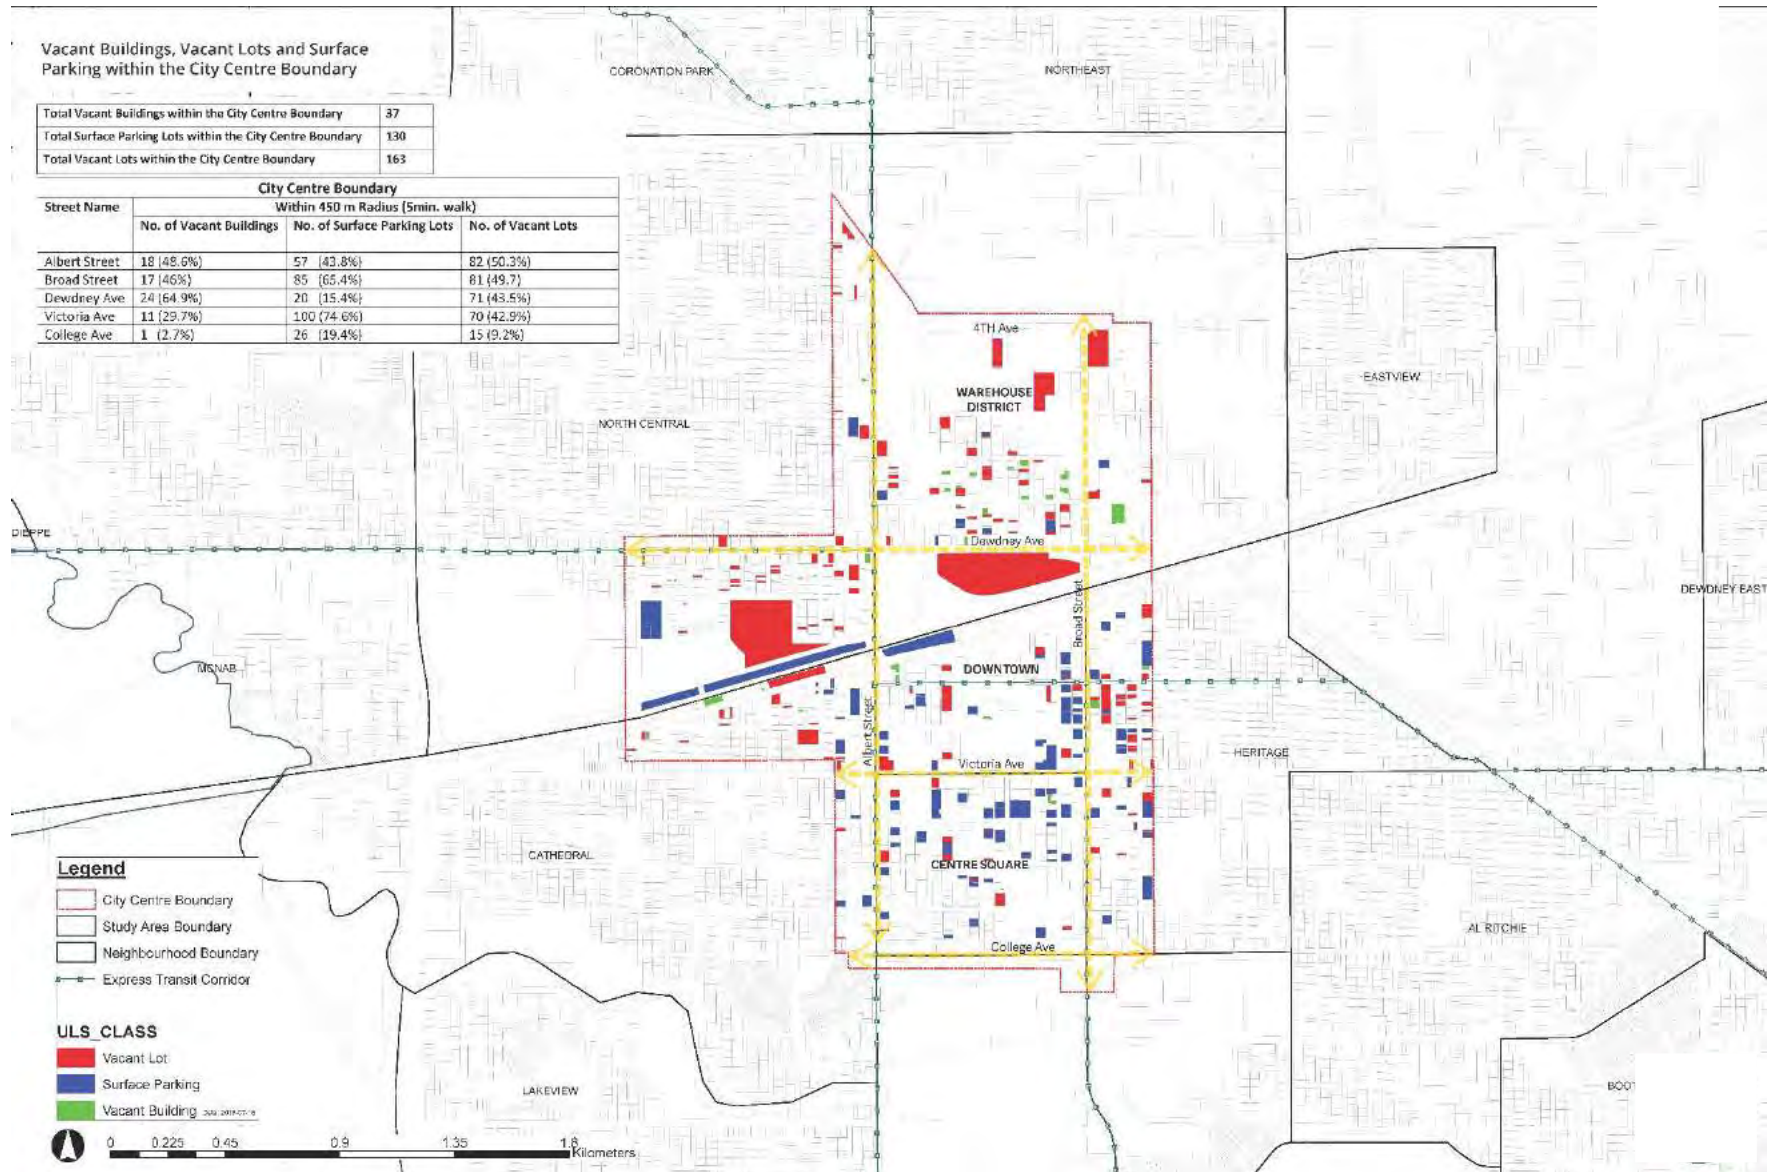 Vacant Buildings, Vacant Lots and Surface
Parking within the City Centre Boundary
Total Vacant Buildings within the City Centre Boundary 37
Total Surface Parking Lots within the City Centre Boundary 130
Total Vacant Lots within the City Centre Boundary 163
City Centre Boundary
Street Name Within 450 m Radius (5min. walk)
No. of Vacant Buildings No. of Surface Parking Lots No. of Vacant Lots
Albert Street 18 (48.6%) 57 (43.8%) 82 (50.3%)
Broad Street 17 (46%) 85 (65.4%) 81 (49.7)
Dewdney Ave 24 (64.9%) 20 (15.4%) 71 (43.5%)
Victoria Ave 11 (29.7%) 100 (74.6%) 70 (42.9%)
College Ave 1 (2.7%) 26 (19.4%) 15 (9.2%)
CORONATION PARK
NORTHEAST
4TH Ave
EASTVIEW
WAREHOUSE
DISTRICT
NORTH CENTRAL
DIEPPE
Dewdney Ave
DEWDNEY EAST
Broad Street
MCNAB
DOWNTOWN
Albert Street
HERITAGE
Victoria Ave
CATHEDRAL
CENTRE SQUARE
AL RITCHIE
College Ave
LAKEVIEW
BOOT
Legend
City Centre Boundary
Study Area Boundary
Neighbourhood Boundary
Express Transit Corridor
ULS_CLASS
Vacant Lot
Surface Parking
Vacant Building
0 0.225 0.45 0.9 1.35 1.8
Kilometers